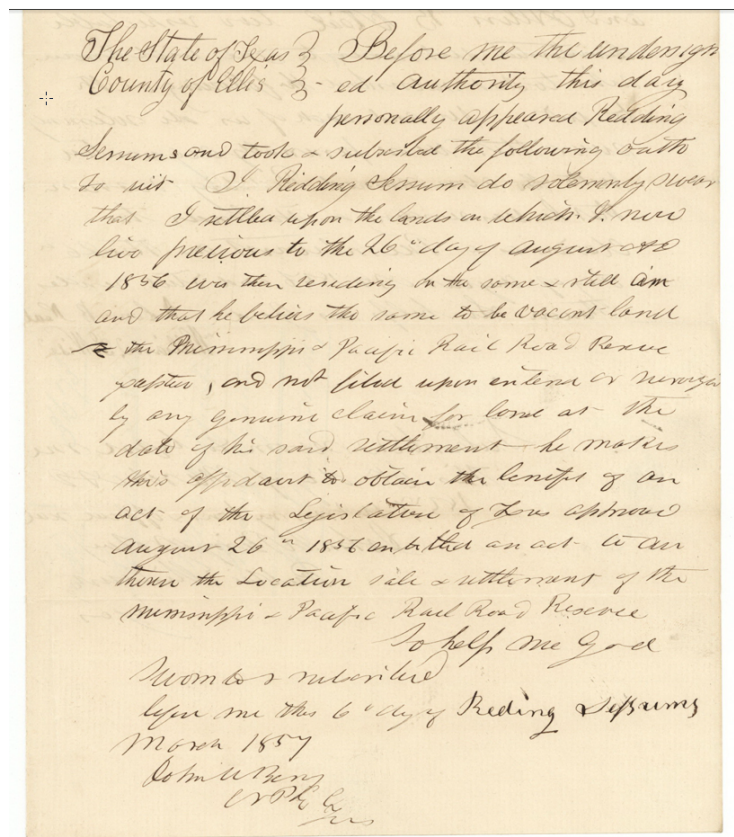 The State of Texas } Before me the undersign
County of Ellis } ed authority this day
personally appeared Redding
Sessums and took & subscribed the following oath
to wit I, Redding Sessum do solemnly swear
that I settled upon the lands on which I now
live previous to the 26th day of August
1856 was then residing on the same & still am
and that he believes the same to be vacant land
the Mississippi & Pacific Rail Road Reserve
, and not filed upon entered or
by any genuine claim for land at the
date of his said settlement he makes
this affidavit to obtain the benefit of an
act of the Legislature of Texas approved
August 26th 1856 entitled an act to au
the Location sale & settlement of the
Mississippi & Pacific Rail Road Reserve
So help me God
Sworn to & subscribed
before me this 6th day of Reding Sessums
March 1857
John